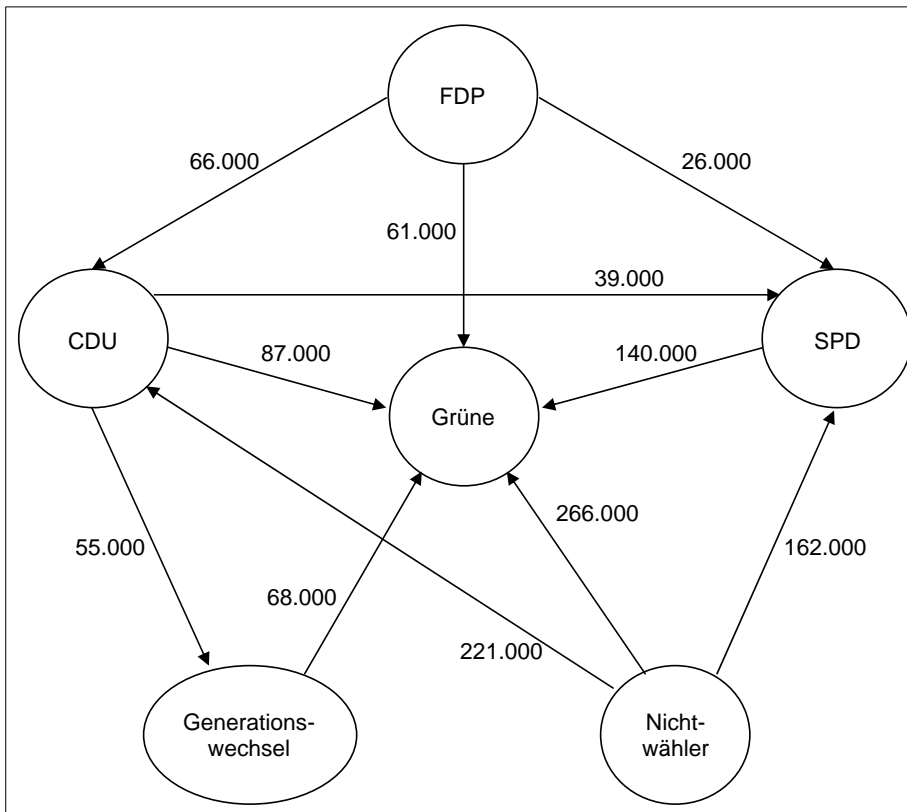 FDP
66.000
26.000
61.000
39.000
CDU
87.000
140.000
SPD
Grüne
266.000
55.000
162.000
68.000
221.000
Generations-
wechsel
Nicht-
wähler